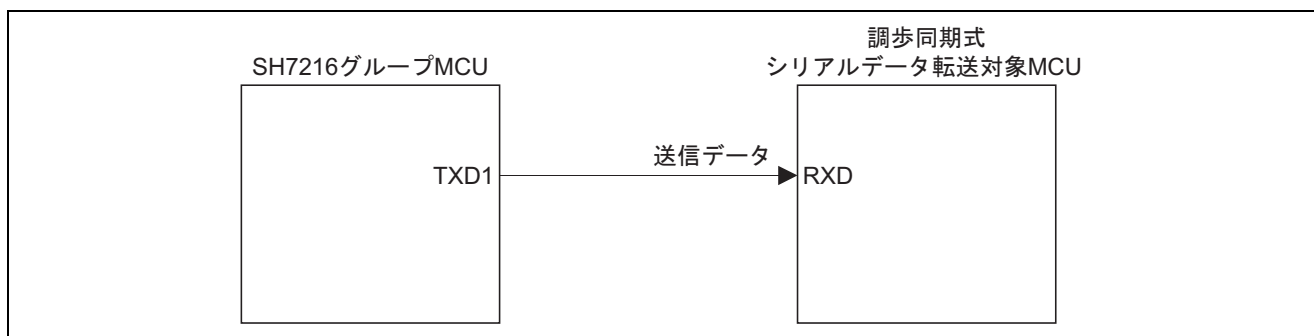 調歩同期式
SH7216グループMCU
シリアルデータ転送対象MCU
送信データ
TXD1
RXD